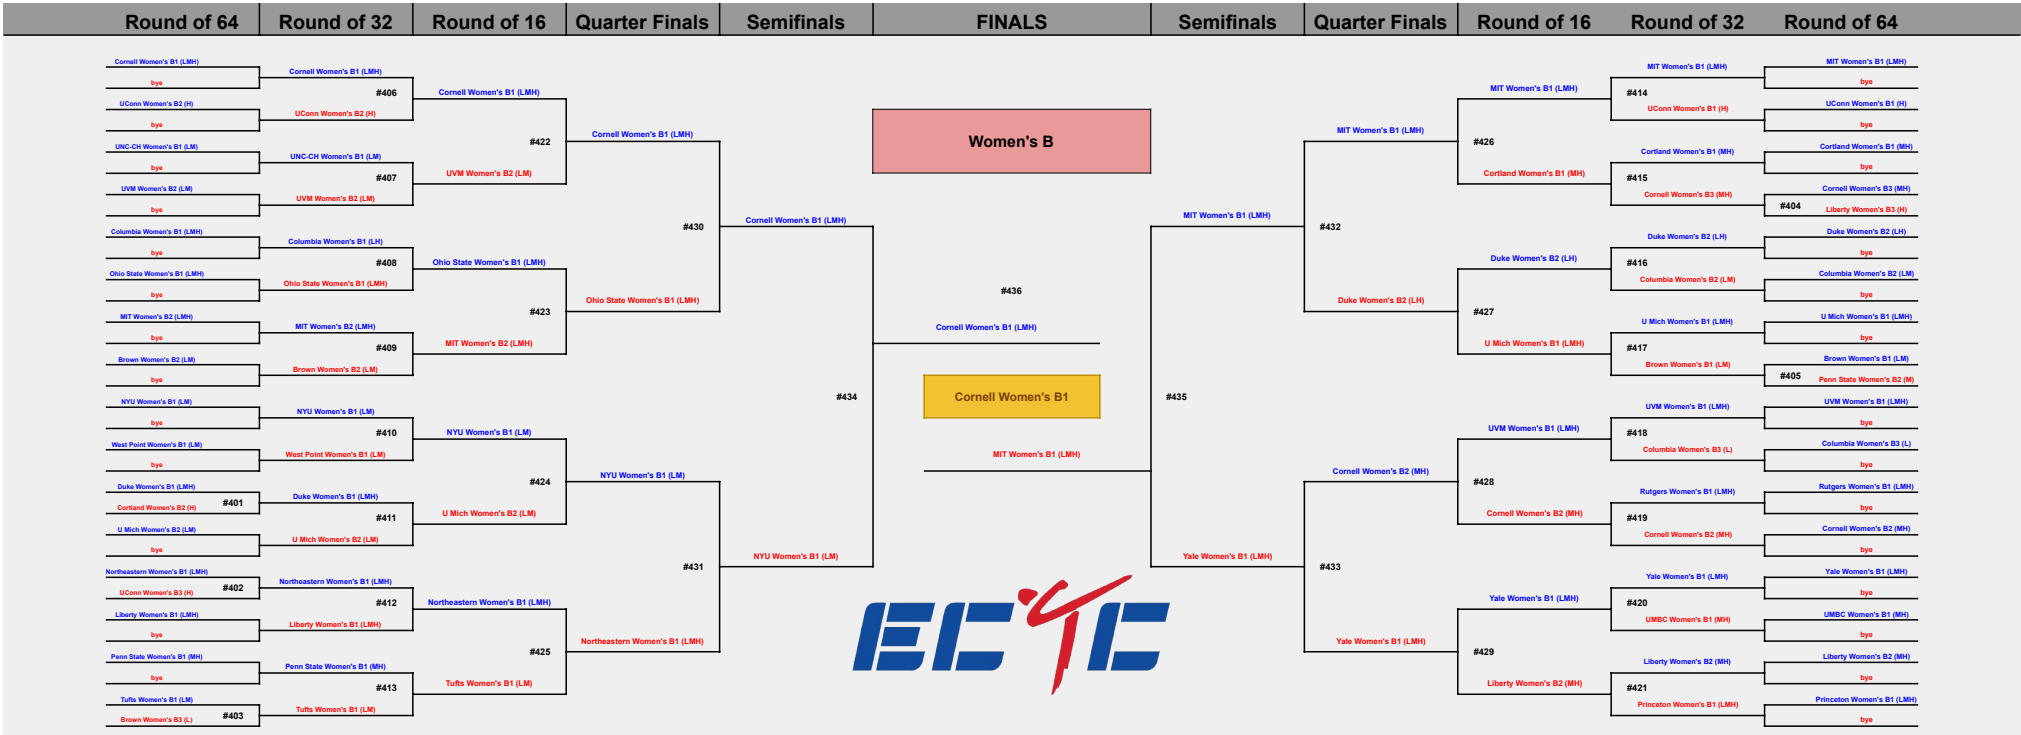 Round of 64 Round of 32 Round of 16 Quarter Finals Semifinals FINALS Semifinals Quarter Finals Round of 16 Round of 32 Round of 64
Cornell Women's B1 (LMH)
bye
UConn Women's B2 (H)
bye
UNC-CH Women's B1 (LM)
bye
UVM Women's B2 (LM)
bye
Columbia Women's B1 (LMH)
bye
Ohio State Women's B1 (LMH)
bye
MIT Women's B2 (LMH)
bye
Brown Women's B2 (LM)
bye
NYU Women's B1 (LM)
bye
West Point Women's B1 (LM)
bye
Duke Women's B1 (LMH)
#401
Cortland Women's B2 (H)
U Mich Women's B2 (LM)
bye
Northeastern Women's B1 (LMH)
#402
UConn Women's B3 (H)
Liberty Women's B1 (LMH)
bye
Penn State Women's B1 (MH)
bye
Tufts Women's B1 (LM)
#403
Brown Women's B3 (L)
Cornell Women's B1 (LMH)
#406
UConn Women's B2 (H)
UNC-CH Women's B1 (LM)
#407
UVM Women's B2 (LM)
Columbia Women's B1 (LH)
#408
Ohio State Women's B1 (LMH)
MIT Women's B2 (LMH)
#409
Brown Women's B2 (LM)
NYU Women's B1 (LM)
#410
West Point Women's B1 (LM)
Duke Women's B1 (LMH)
#411
U Mich Women's B2 (LM)
Northeastern Women's B1 (LMH)
#412
Liberty Women's B1 (LMH)
Penn State Women's B1 (MH)
#413
Tufts Women's B1 (LM)
Cornell Women's B1 (LMH)
#422
UVM Women's B2 (LM)
Ohio State Women's B1 (LMH)
#423
MIT Women's B2 (LMH)
NYU Women's B1 (LM)
#424
U Mich Women's B2 (LM)
Northeastern Women's B1 (LMH)
#425
Tufts Women's B1 (LM)
Cornell Women's B1 (LMH)
#430
Ohio State Women's B1 (LMH)
NYU Women's B1 (LM)
#431
Northeastern Women's B1 (LMH)
Cornell Women's B1 (LMH)
#434
NYU Women's B1 (LM)
Women's B
#436
Cornell Women's B1 (LMH)
Cornell Women's B1
MIT Women's B1 (LMH)
ECTC
MIT Women's B1 (LMH)
#435
Yale Women's B1 (LMH)
MIT Women's B1 (LMH)
#432
Duke Women's B2 (LH)
Cornell Women's B2 (MH)
#433
Yale Women's B1 (LMH)
MIT Women's B1 (LMH)
#426
Cortland Women's B1 (MH)
Duke Women's B2 (LH)
#427
U Mich Women's B1 (LMH)
UVM Women's B1 (LMH)
#428
Cornell Women's B2 (MH)
Yale Women's B1 (LMH)
#429
Liberty Women's B2 (MH)
MIT Women's B1 (LMH)
#414
UConn Women's B1 (H)
Cortland Women's B1 (MH)
#415
Cornell Women's B3 (MH)
Duke Women's B2 (LH)
#416
Columbia Women's B2 (LM)
U Mich Women's B1 (LMH)
#417
Brown Women's B1 (LM)
UVM Women's B1 (LMH)
#418
Columbia Women's B3 (L)
Rutgers Women's B1 (LMH)
#419
Cornell Women's B2 (MH)
Yale Women's B1 (LMH)
#420
UMBC Women's B1 (MH)
Liberty Women's B2 (MH)
#421
Princeton Women's B1 (LMH)
MIT Women's B1 (LMH)
bye
UConn Women's B1 (H)
bye
Cortland Women's B1 (MH)
bye
Cornell Women's B3 (MH)
#404
Liberty Women's B3 (H)
Duke Women's B2 (LH)
bye
Columbia Women's B2 (LM)
bye
U Mich Women's B1 (LMH)
bye
Brown Women's B1 (LM)
#405
Penn State Women's B2 (M)
UVM Women's B1 (LMH)
bye
Columbia Women's B3 (L)
bye
Rutgers Women's B1 (LMH)
bye
Cornell Women's B2 (MH)
bye
Yale Women's B1 (LMH)
bye
UMBC Women's B1 (MH)
bye
Liberty Women's B2 (MH)
bye
Princeton Women's B1 (LMH)
bye